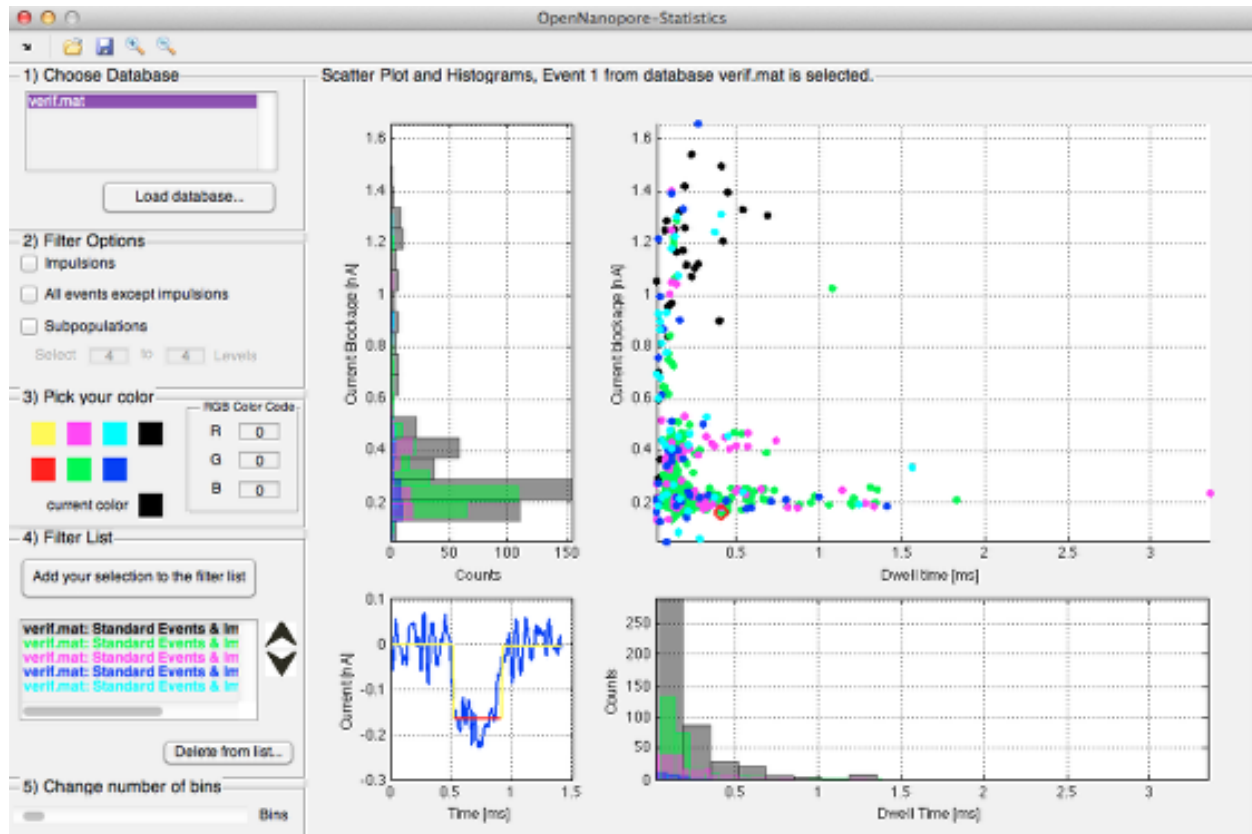 OpenNanopore-Statistics
1) Choose Database
verif.mat
Load database...
2) Filter Options
Impulsions
All events except impulsions
Subpopulations
Select 4 to 4 Levels
3) Pick your color
RGB Color Code
R 0
G 0
B 0
current color
4) Filter List
Add your selection to the filter list
verif.mat: Standard Events & Im
verif.mat: Standard Events & Im
verif.mat: Standard Events & Im
verif.mat: Standard Events & Im
verif.mat: Standard Events & Im
Delete from list...
5) Change number of bins
Bins
Scatter Plot and Histograms, Event 1 from database verif.mat is selected.
Current Blockage [nA]
1.6
1.4
1.2
1
0.8
0.6
0.4
0.2
0 50 100 150
Counts
Current blockage [nA]
1.6
1.4
1.2
1
0.8
0.6
0.4
0.2
0.5 1 1.5 2 2.5 3
Dwell time [ms]
Current [nA]
0.1
0
-0.1
-0.2
-0.3
0 0.5 1 1.5
Time [ms]
Counts
250
200
150
100
50
0
0.5 1 1.5 2 2.5 3
Dwell Time [ms]